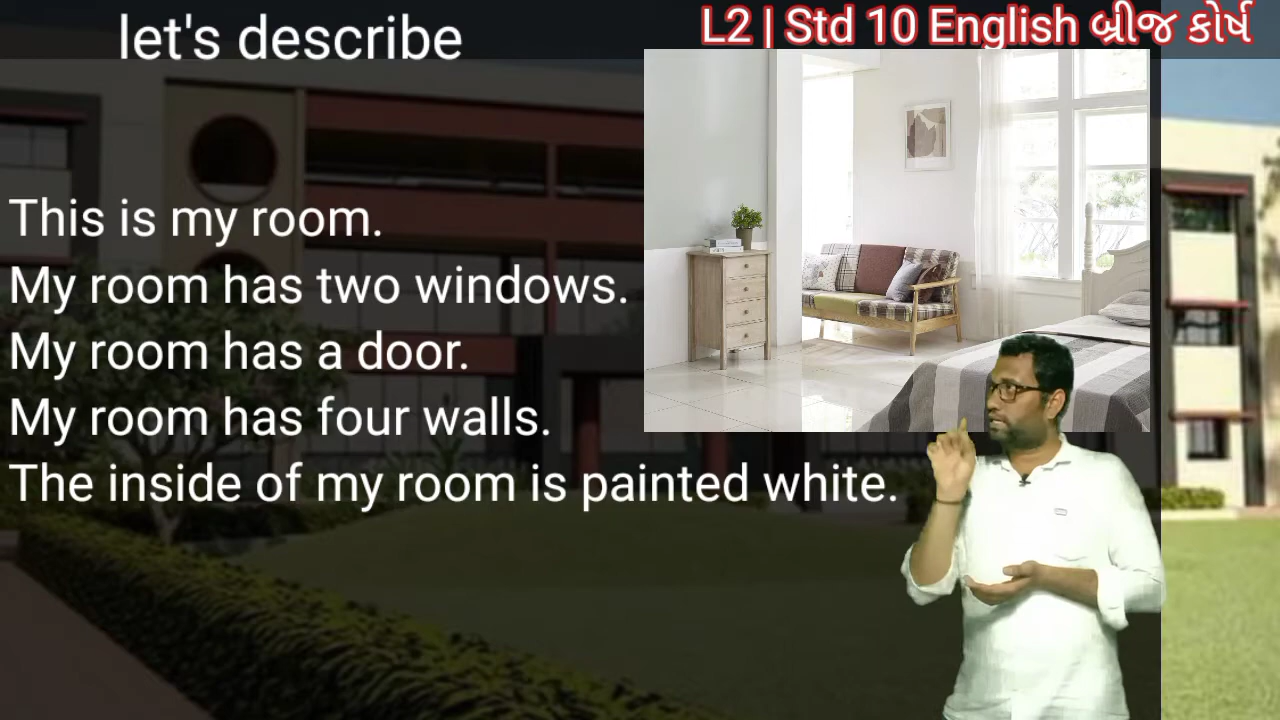 let's describe
L2 | Std 10 English બ્રીજ કોર્ષ
This is my room.
My room has two windows.
My room has a door.
My room has four walls.
The inside of my room is painted white.